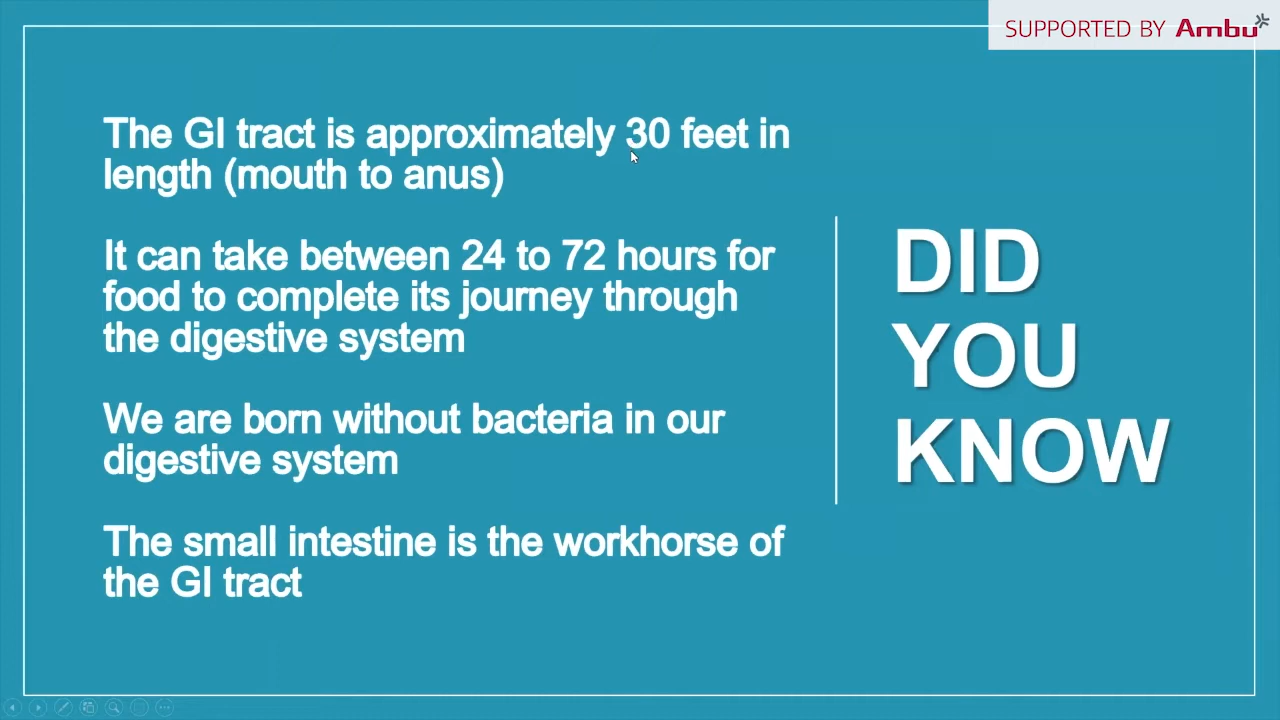 SUPPORTED BY Ambu
The GI tract is approximately 30 feet in
length (mouth to anus)
It can take between 24 to 72 hours for
food to complete its journey through
the digestive system
We are born without bacteria in our
digestive system
The small intestine is the workhorse of
the GI tract
DID
YOU
KNOW